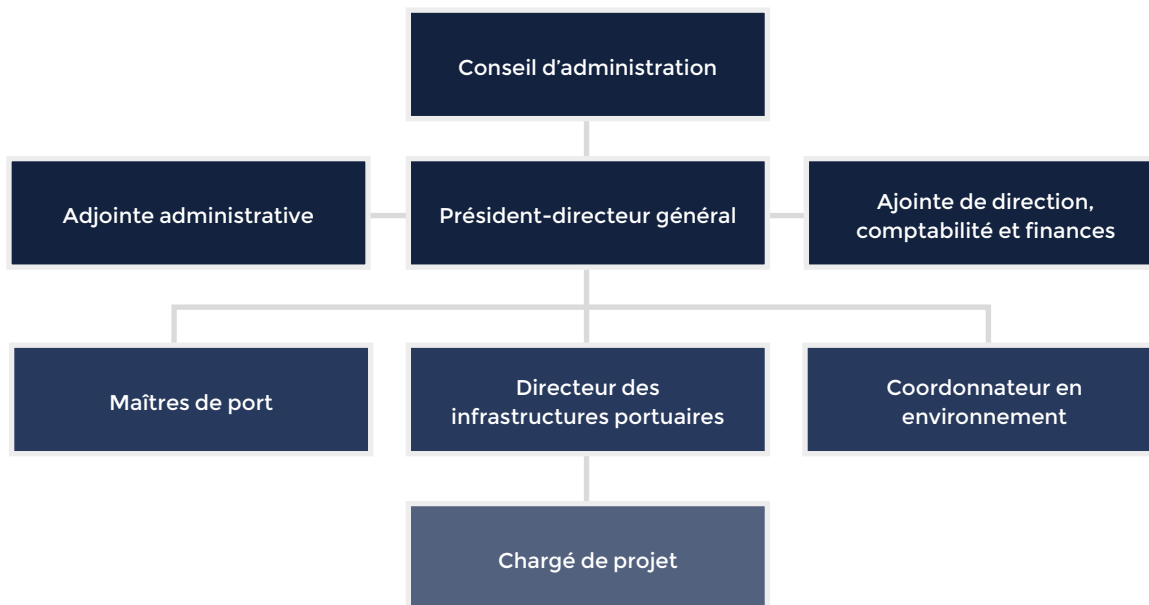 Conseil d'administration
Adjointe administrative
Président-directeur général
Ajointe de direction,
comptabilité et finances
Maîtres de port
Directeur des
infrastructures portuaires
Coordonnateur en
environnement
Chargé de projet